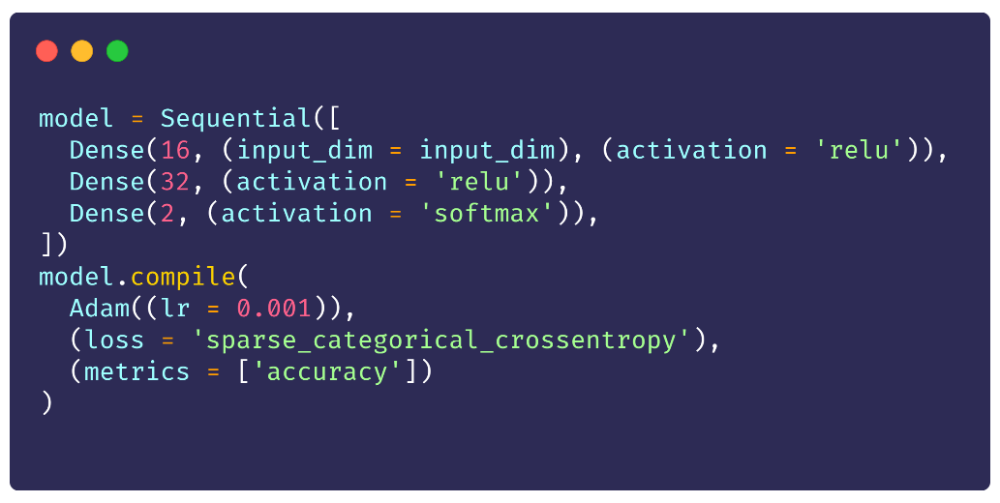 model = Sequential([
  Dense(16, (input_dim = input_dim), (activation = 'relu')),
  Dense(32, (activation = 'relu')),
  Dense(2, (activation = 'softmax')),
])
model.compile(
  Adam((lr = 0.001)),
  (loss = 'sparse_categorical_crossentropy'),
  (metrics = ['accuracy'])
)